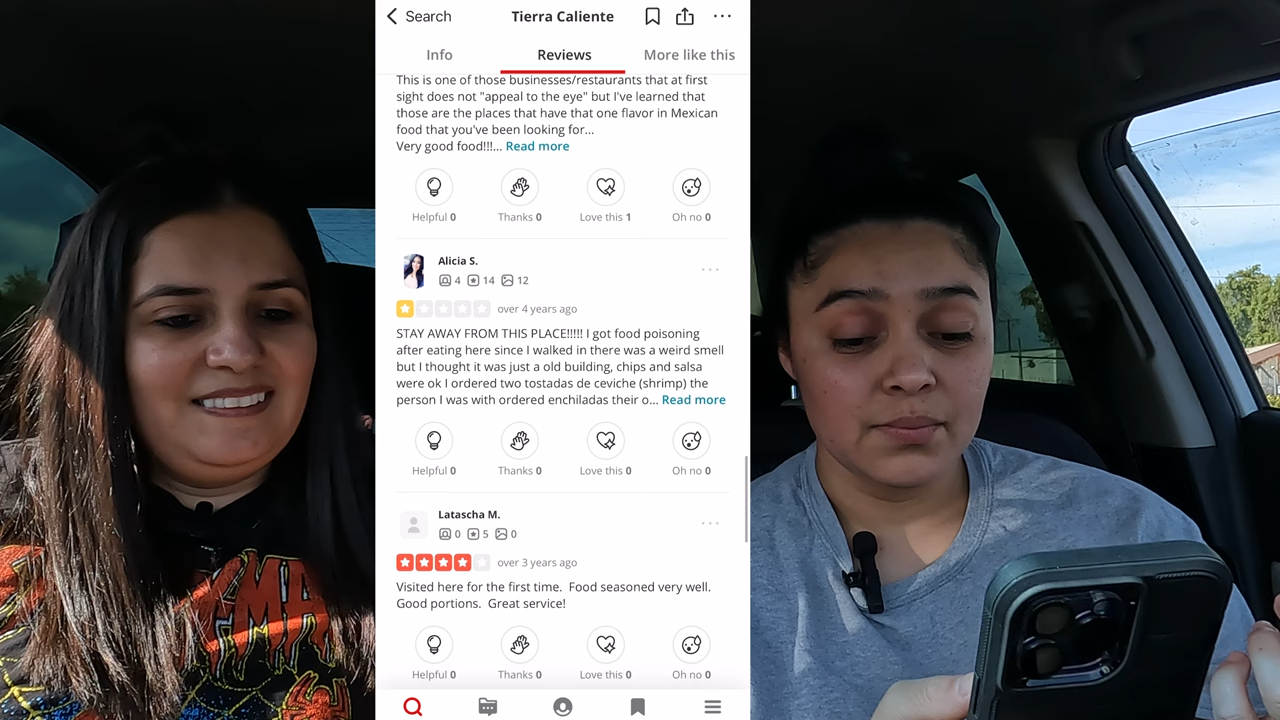 Search
Tierra Caliente
Info
Reviews
More like this
This is one of those businesses/restaurants that at first
sight does not "appeal to the eye" but I've learned that
those are the places that have that one flavor in Mexican
food that you've been looking for...
Very good food!!!... Read more
Helpful 0
Thanks 0
Love this 1
Oh no 0
Alicia S.
4 14 12
over 4 years ago
STAY AWAY FROM THIS PLACE!!!!! I got food poisoning
after eating here since I walked in there was a weird smell
but I thought it was just a old building, chips and salsa
were ok I ordered two tostadas de ceviche (shrimp) the
person I was with ordered enchiladas their o... Read more
Helpful 0
Thanks 0
Love this 0
Oh no 0
Latascha M.
0 5 0
over 3 years ago
Visited here for the first time. Food seasoned very well.
Good portions. Great service!
Helpful 0
Thanks 0
Love this 0
Oh no 0